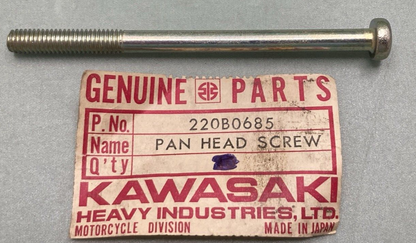 GENUINE PARTS
P. No. 220B0685
Name PAN HEAD SCREW
Q'ty
KAWASAKI
HEAVY INDUSTRIES, LTD.
MOTORCYCLE DIVISION MADE IN JAPAN